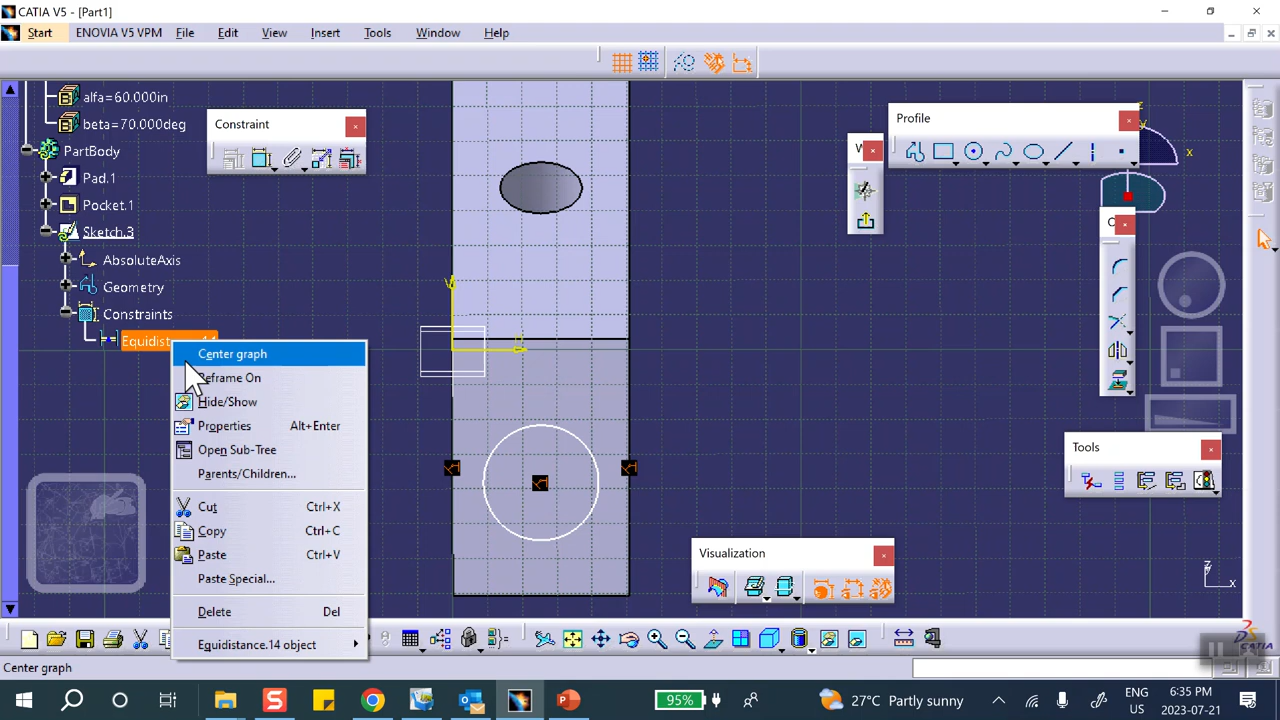 CATIA V5 - [Part1]
Start ENOVIA V5 VPM File Edit View Insert Tools Window Help
alfa=60.000in
beta=70.000deg
PartBody
Pad.1
Pocket.1
Sketch.3
AbsoluteAxis
Geometry
Constraints
Constraint
Profile
Center graph
Reframe On
Hide/Show
Properties Alt+Enter
Open Sub-Tree
Parents/Children...
Cut Ctrl+X
Copy Ctrl+C
Paste Ctrl+V
Paste Special...
Delete Del
Equidistance.14 object
V
H
z
y
x
Tools
Visualization
x
CATIA
Center graph
95%
27°C Partly sunny
ENG
US
6:35 PM
2023-07-21